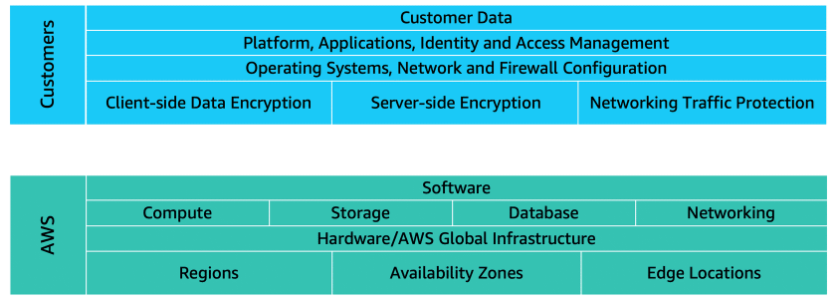 Customers
Customer Data
Platform, Applications, Identity and Access Management
Operating Systems, Network and Firewall Configuration
Client-side Data Encryption
Server-side Encryption
Networking Traffic Protection
AWS
Software
Compute
Storage
Database
Networking
Hardware/AWS Global Infrastructure
Regions
Availability Zones
Edge Locations